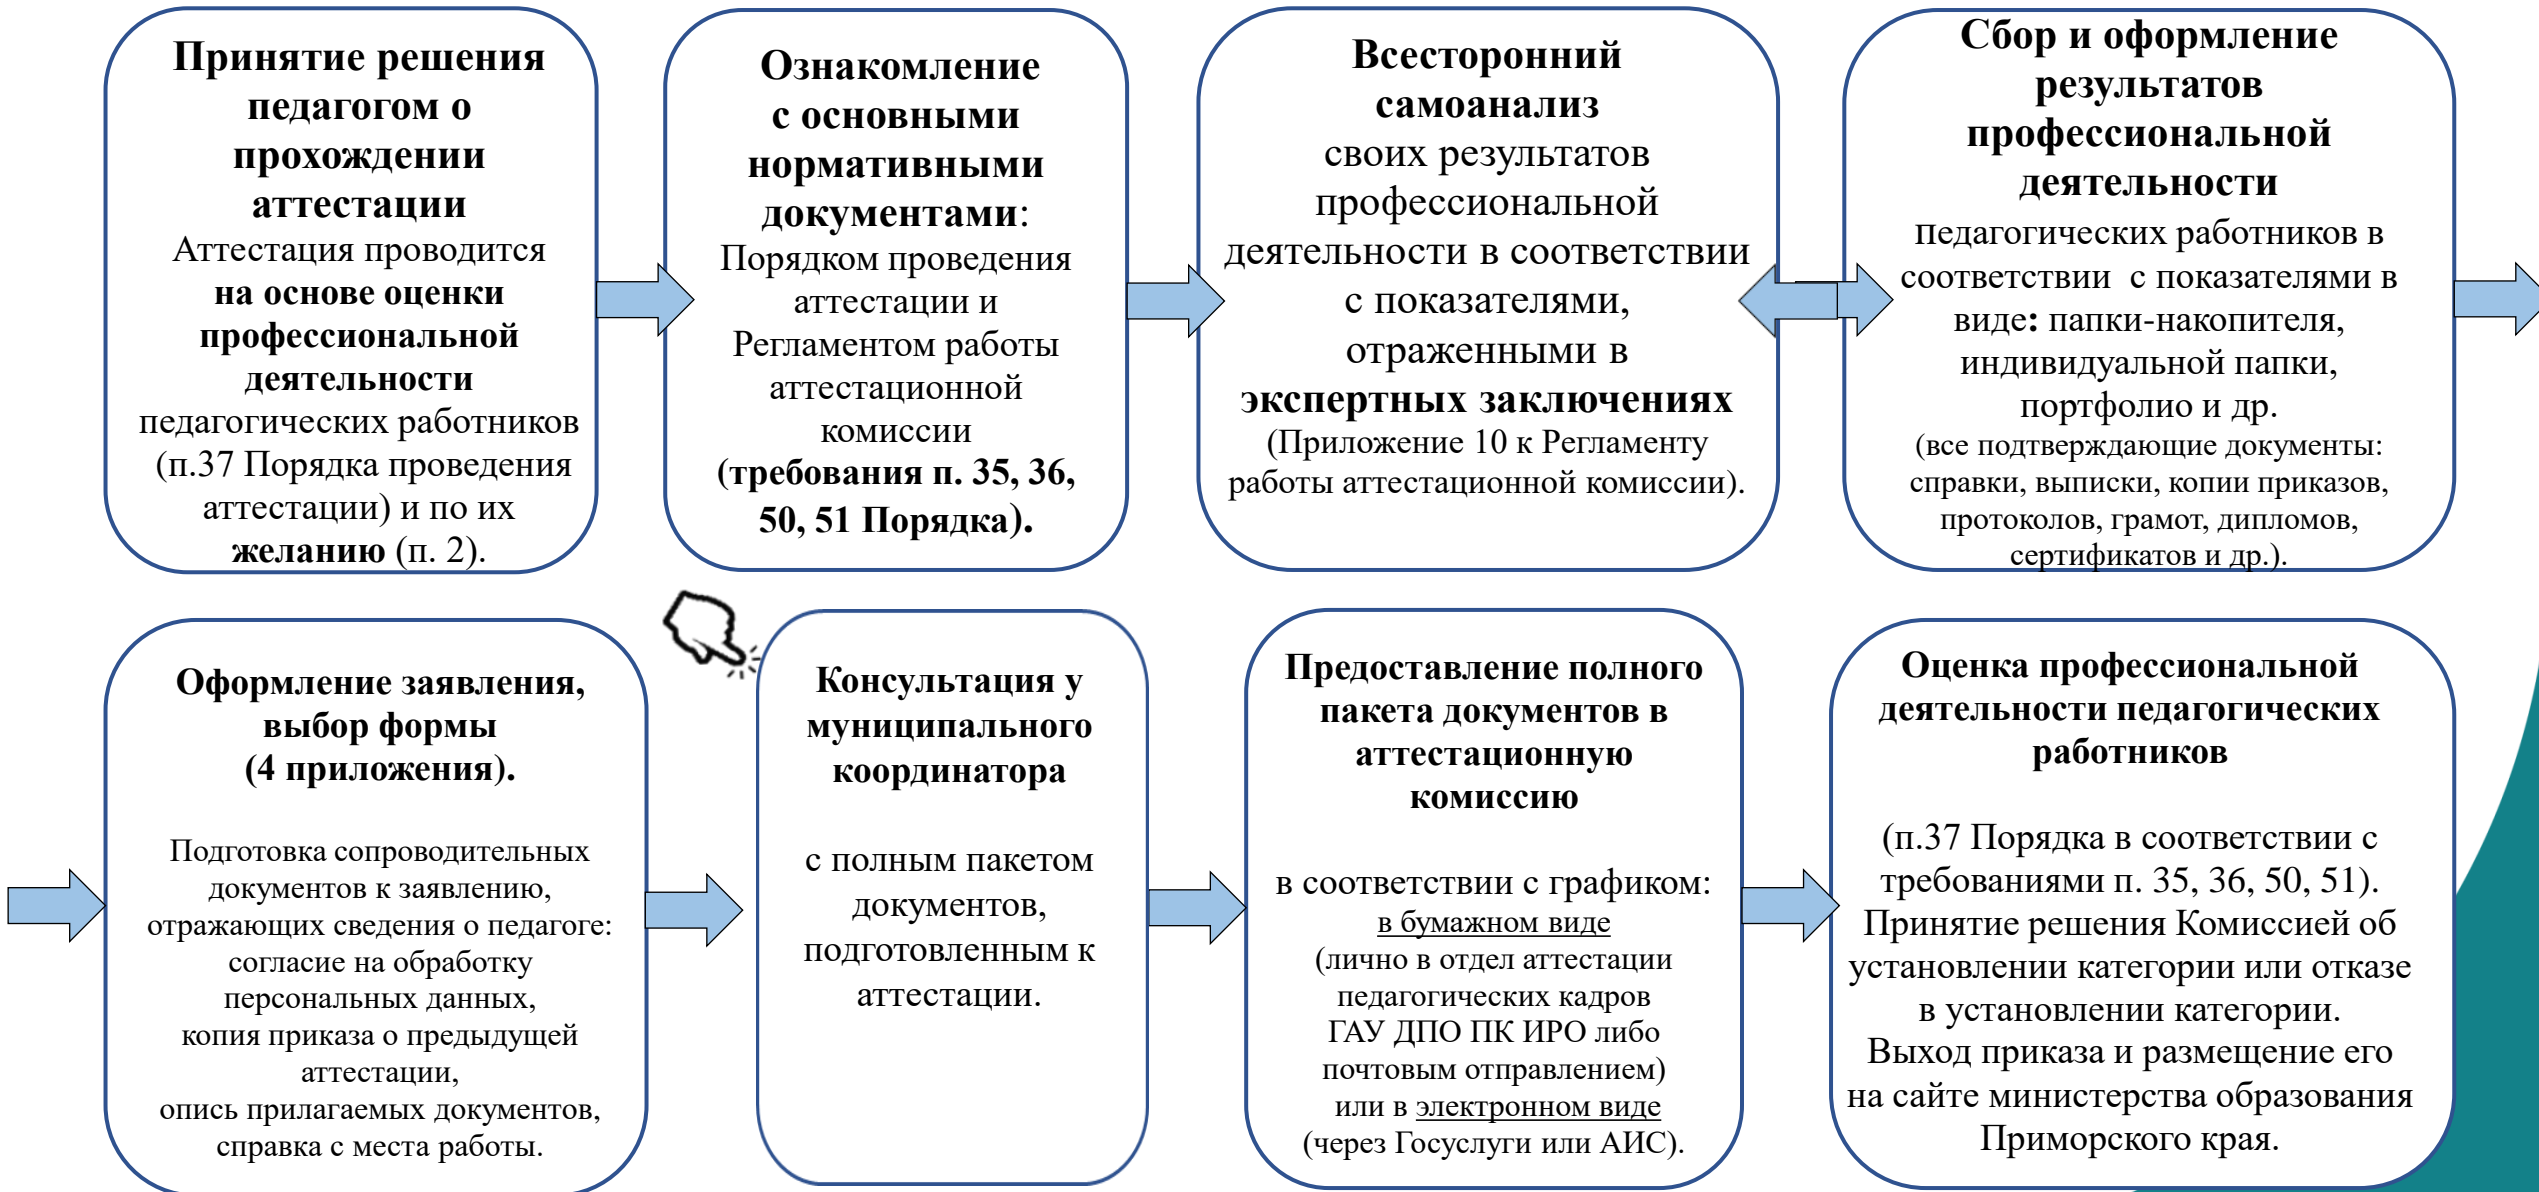 Принятие решения
педагогом о
прохождении
аттестации
Аттестация проводится
на основе оценки
профессиональной
деятельности
педагогических работников
(п.37 Порядка проведения
аттестации) и по их
желанию (п. 2).
Ознакомление
с основными
нормативными
документами:
Порядком проведения
аттестации и
Регламентом работы
аттестационной
комиссии
(требования п. 35, 36,
50, 51 Порядка).
Всесторонний
самоанализ
своих результатов
профессиональной
деятельности в соответствии
с показателями,
отраженными в
экспертных заключениях
(Приложение 10 к Регламенту
работы аттестационной комиссии).
Сбор и оформление
результатов
профессиональной
деятельности
педагогических работников в
соответствии с показателями в
виде: папки-накопителя,
индивидуальной папки,
портфолио и др.
(все подтверждающие документы:
справки, выписки, копии приказов,
протоколов, грамот, дипломов,
сертификатов и др.).
Оформление заявления,
выбор формы
(4 приложения).
Подготовка сопроводительных
документов к заявлению,
отражающих сведения о педагоге:
согласие на обработку
персональных данных,
копия приказа о предыдущей
аттестации,
опись прилагаемых документов,
справка с места работы.
Консультация у
муниципального
координатора
с полным пакетом
документов,
подготовленным к
аттестации.
Предоставление полного
пакета документов в
аттестационную
комиссию
в соответствии с графиком:
в бумажном виде
(лично в отдел аттестации
педагогических кадров
ГАУ ДПО ПК ИРО либо
почтовым отправлением)
или в электронном виде
(через Госуслуги или АИС).
Оценка профессиональной
деятельности педагогических
работников
(п.37 Порядка в соответствии с
требованиями п. 35, 36, 50, 51).
Принятие решения Комиссией об
установлении категории или отказе
в установлении категории.
Выход приказа и размещение его
на сайте министерства образования
Приморского края.